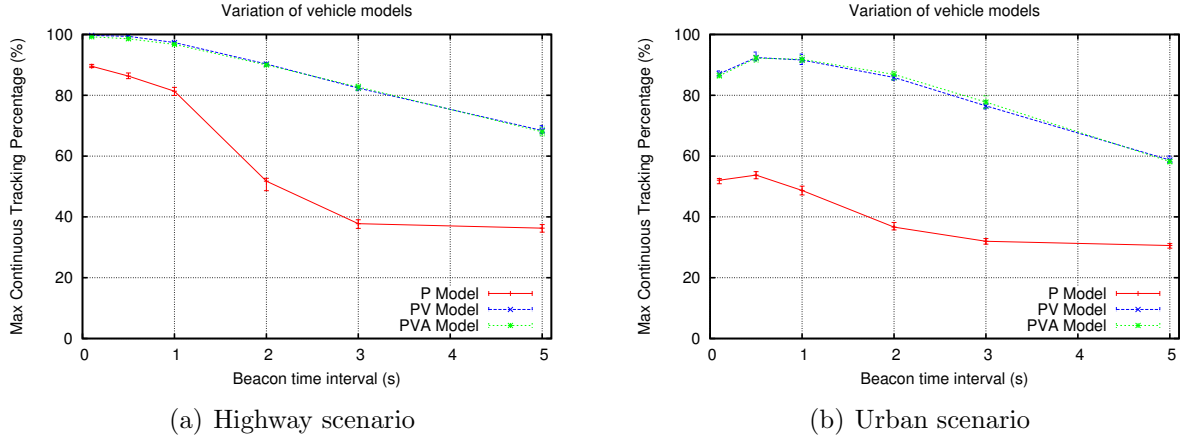 Variation of vehicle models
Max Continuous Tracking Percentage (%)
100
80
60
40
20
0
0 1 2 3 4 5
Beacon time interval (s)
P Model
PV Model
PVA Model
(a) Highway scenario
Variation of vehicle models
Max Continuous Tracking Percentage (%)
100
80
60
40
20
0
0 1 2 3 4 5
Beacon time interval (s)
P Model
PV Model
PVA Model
(b) Urban scenario